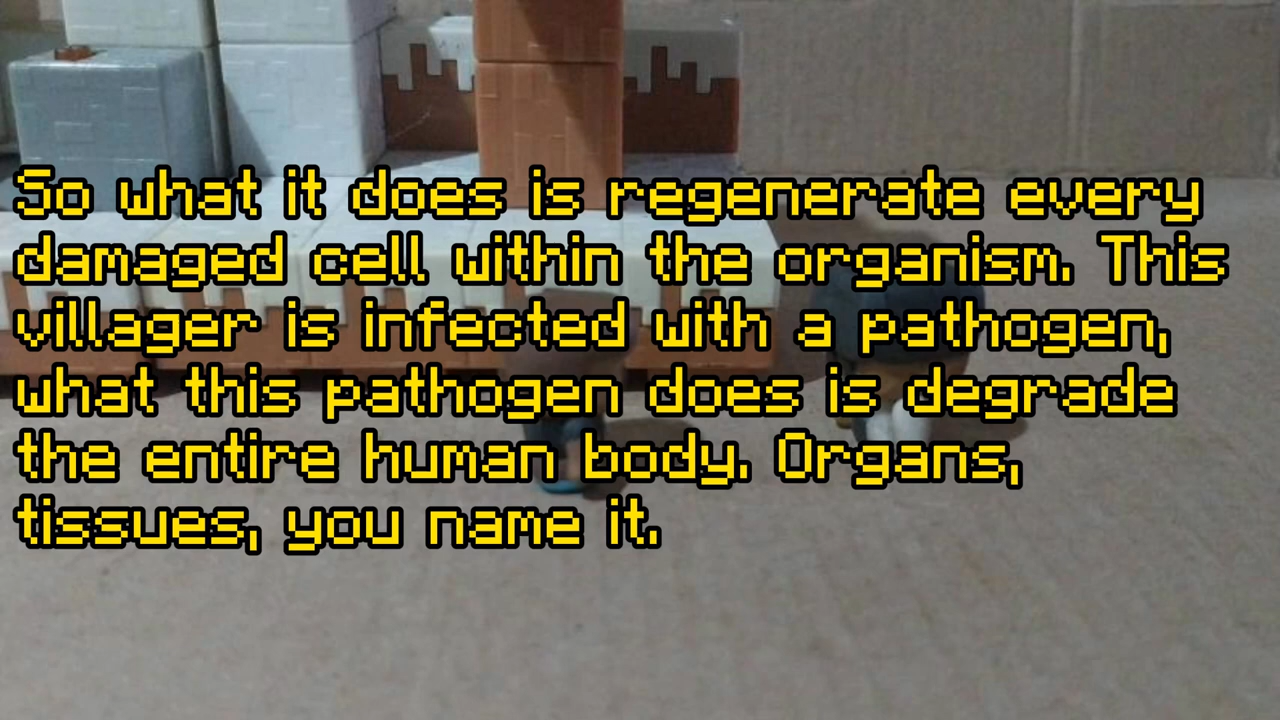 So what it does is regenerate every
damaged cell within the organism. This
villager is infected with a pathogen,
what this pathogen does is degrade
the entire human body. Organs,
tissues, you name it.